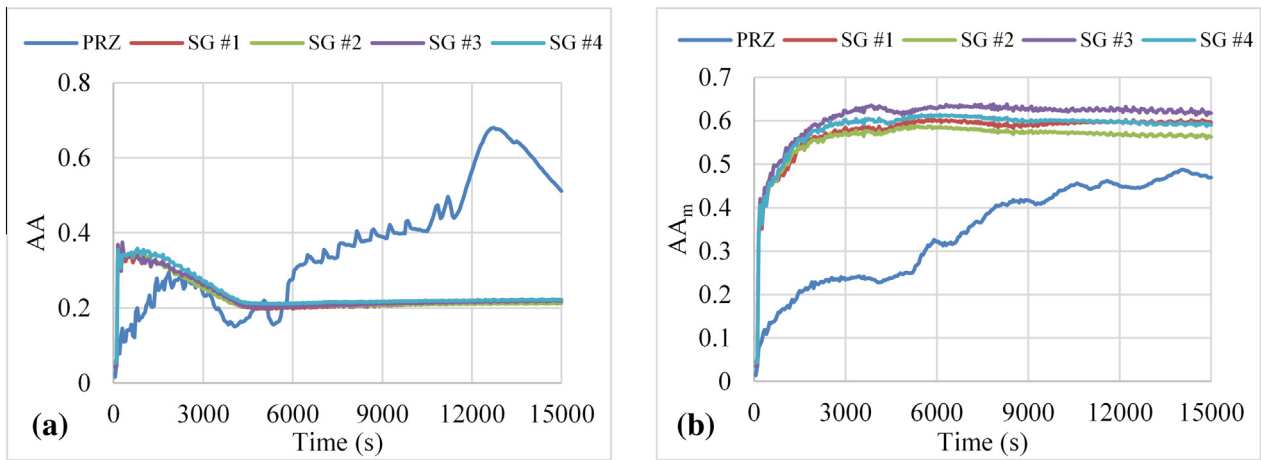 PRZ SG #1 SG #2 SG #3 SG #4
0.8
0.6
0.4
0.2
0
AA
0 3000 6000 9000 12000 15000
Time (s)
(a)
PRZ SG #1 SG #2 SG #3 SG #4
0.7
0.6
0.5
0.4
0.3
0.2
0.1
0
AAm
0 3000 6000 9000 12000 15000
Time (s)
(b)